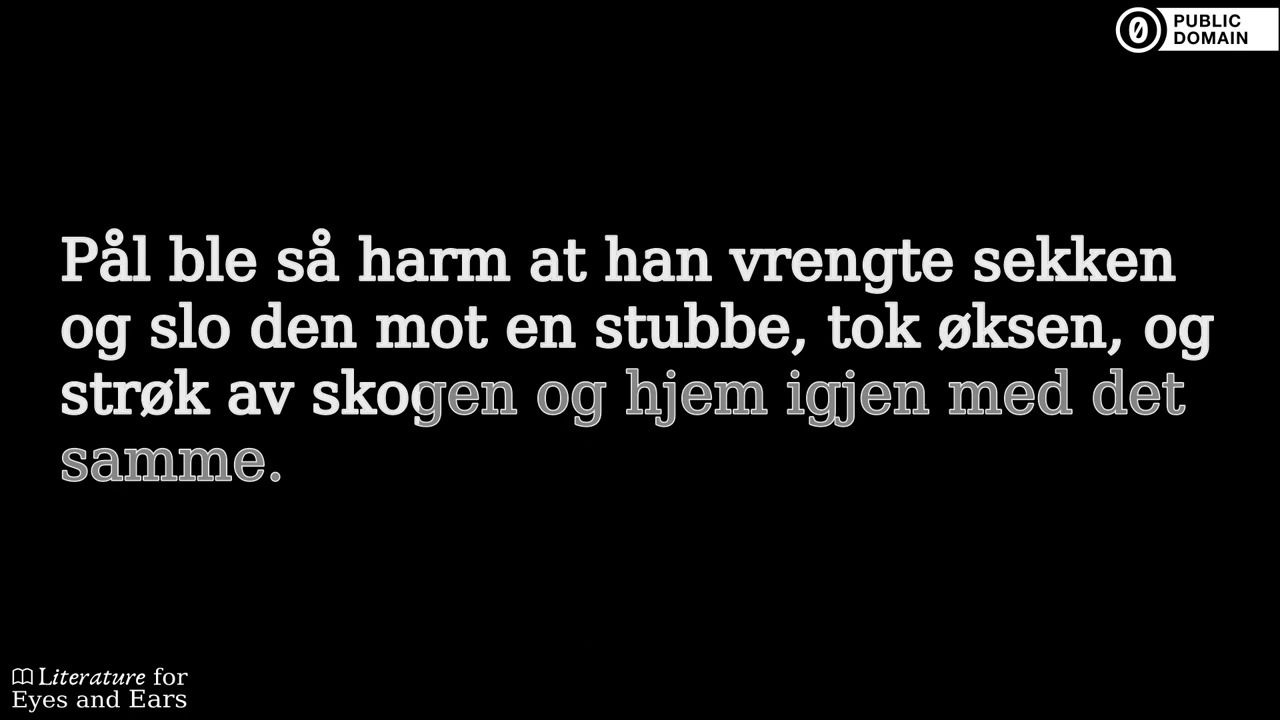 PUBLIC
DOMAIN
Pål ble så harm at han vrengte sekken
og slo den mot en stubbe, tok øksen, og
strøk av skogen og hjem igjen med det
samme.
Literature for
Eyes and Ears